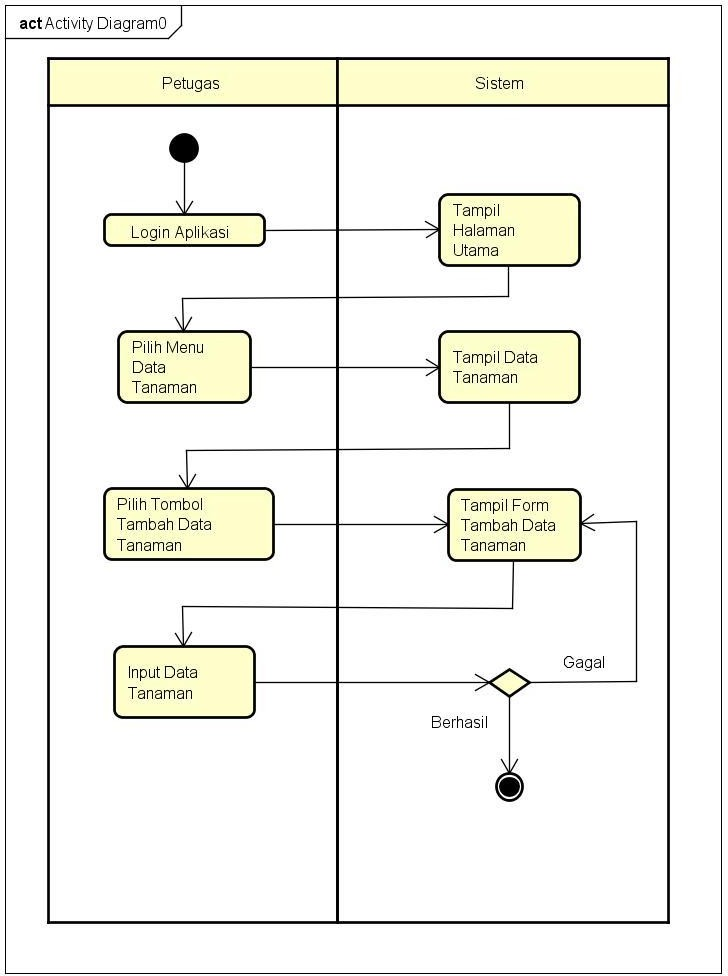 act Activity Diagram0
Petugas
Sistem
Login Aplikasi
Tampil
Halaman
Utama
Pilih Menu
Data
Tanaman
Tampil Data
Tanaman
Pilih Tombol
Tambah Data
Tanaman
Tampil Form
Tambah Data
Tanaman
Input Data
Tanaman
Gagal
Berhasil